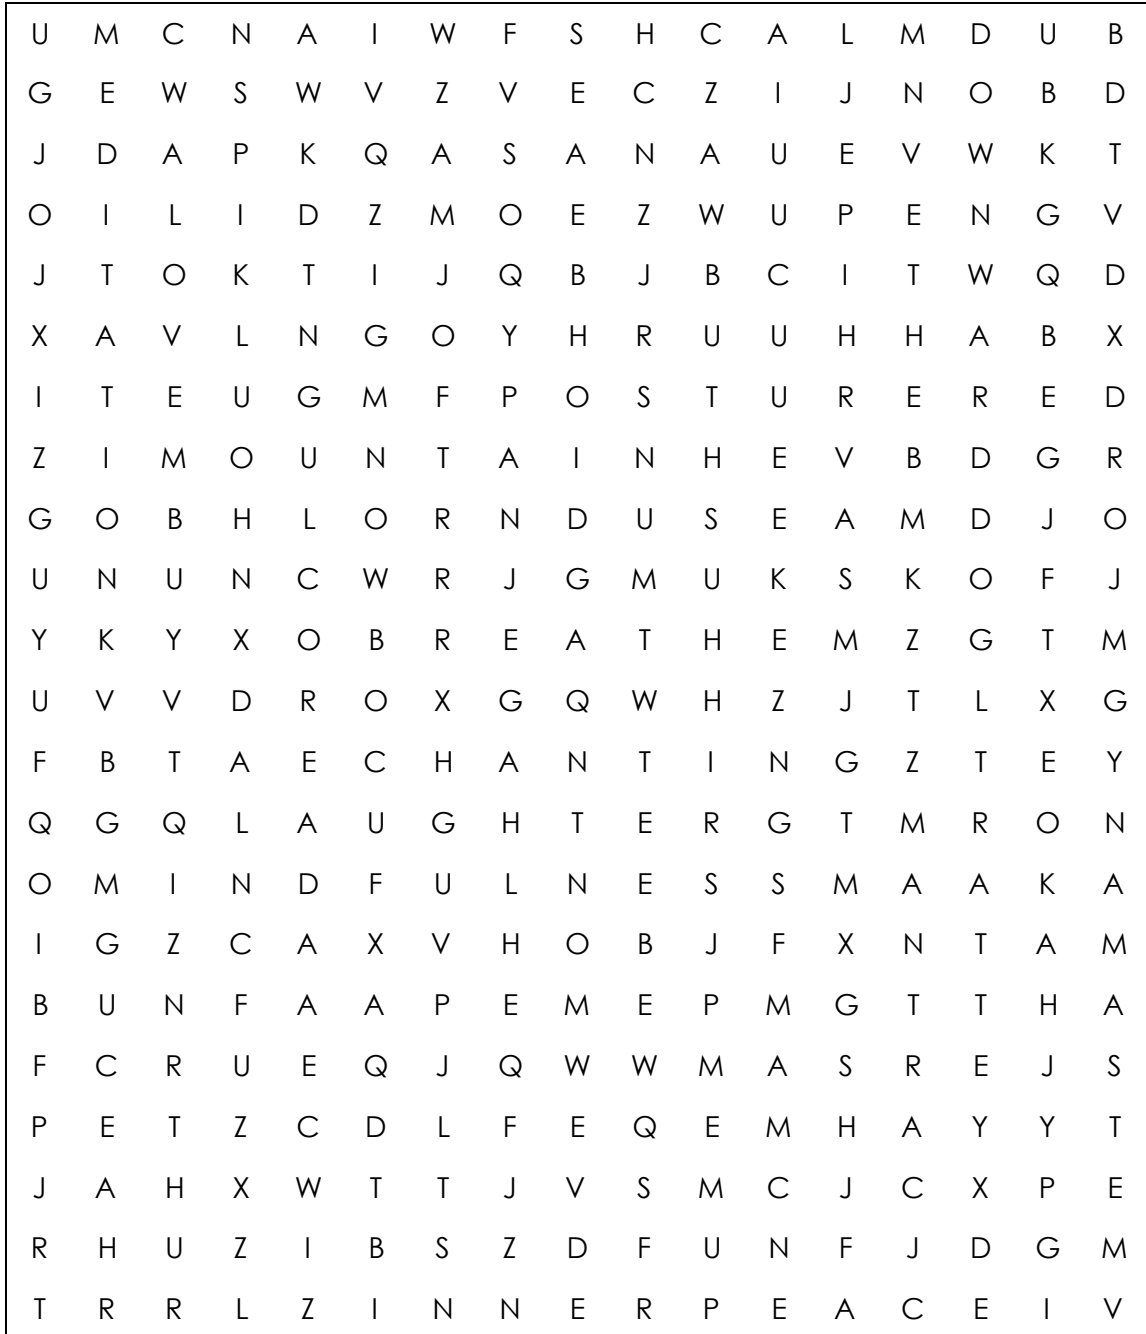 U M C N A I W F S H C A L M D U B
G E W S W V Z V E C Z I J N O B D
J D A P K Q A S A N A U E V W K T
O I L I D Z M O E Z W U P E N G V
J T O K T I J Q B J B C I T W Q D
X A V L N G O Y H R U U H H A B X
I T E U G M F P O S T U R E R E D
Z I M O U N T A I N H E V B D G R
G O B H L O R N D U S E A M D J O
U N U N C W R J G M U K S K O F J
Y K Y X O B R E A T H E M Z G T M
U V V D R O X G Q W H Z J T L X G
F B T A E C H A N T I N G Z T E Y
Q G Q L A U G H T E R G T M R O N
O M I N D F U L N E S S M A A K A
I G Z C A X V H O B J F X N T A M
B U N F A A P E M E P M G T T H A
F C R U E Q J Q W W M A S R E J S
P E T Z C D L F E Q E M H A Y Y T
J A H X W T T J V S M C J C X P E
R H U Z I B S Z D F U N F J D G M
T R R L Z I N N E R P E A C E I V